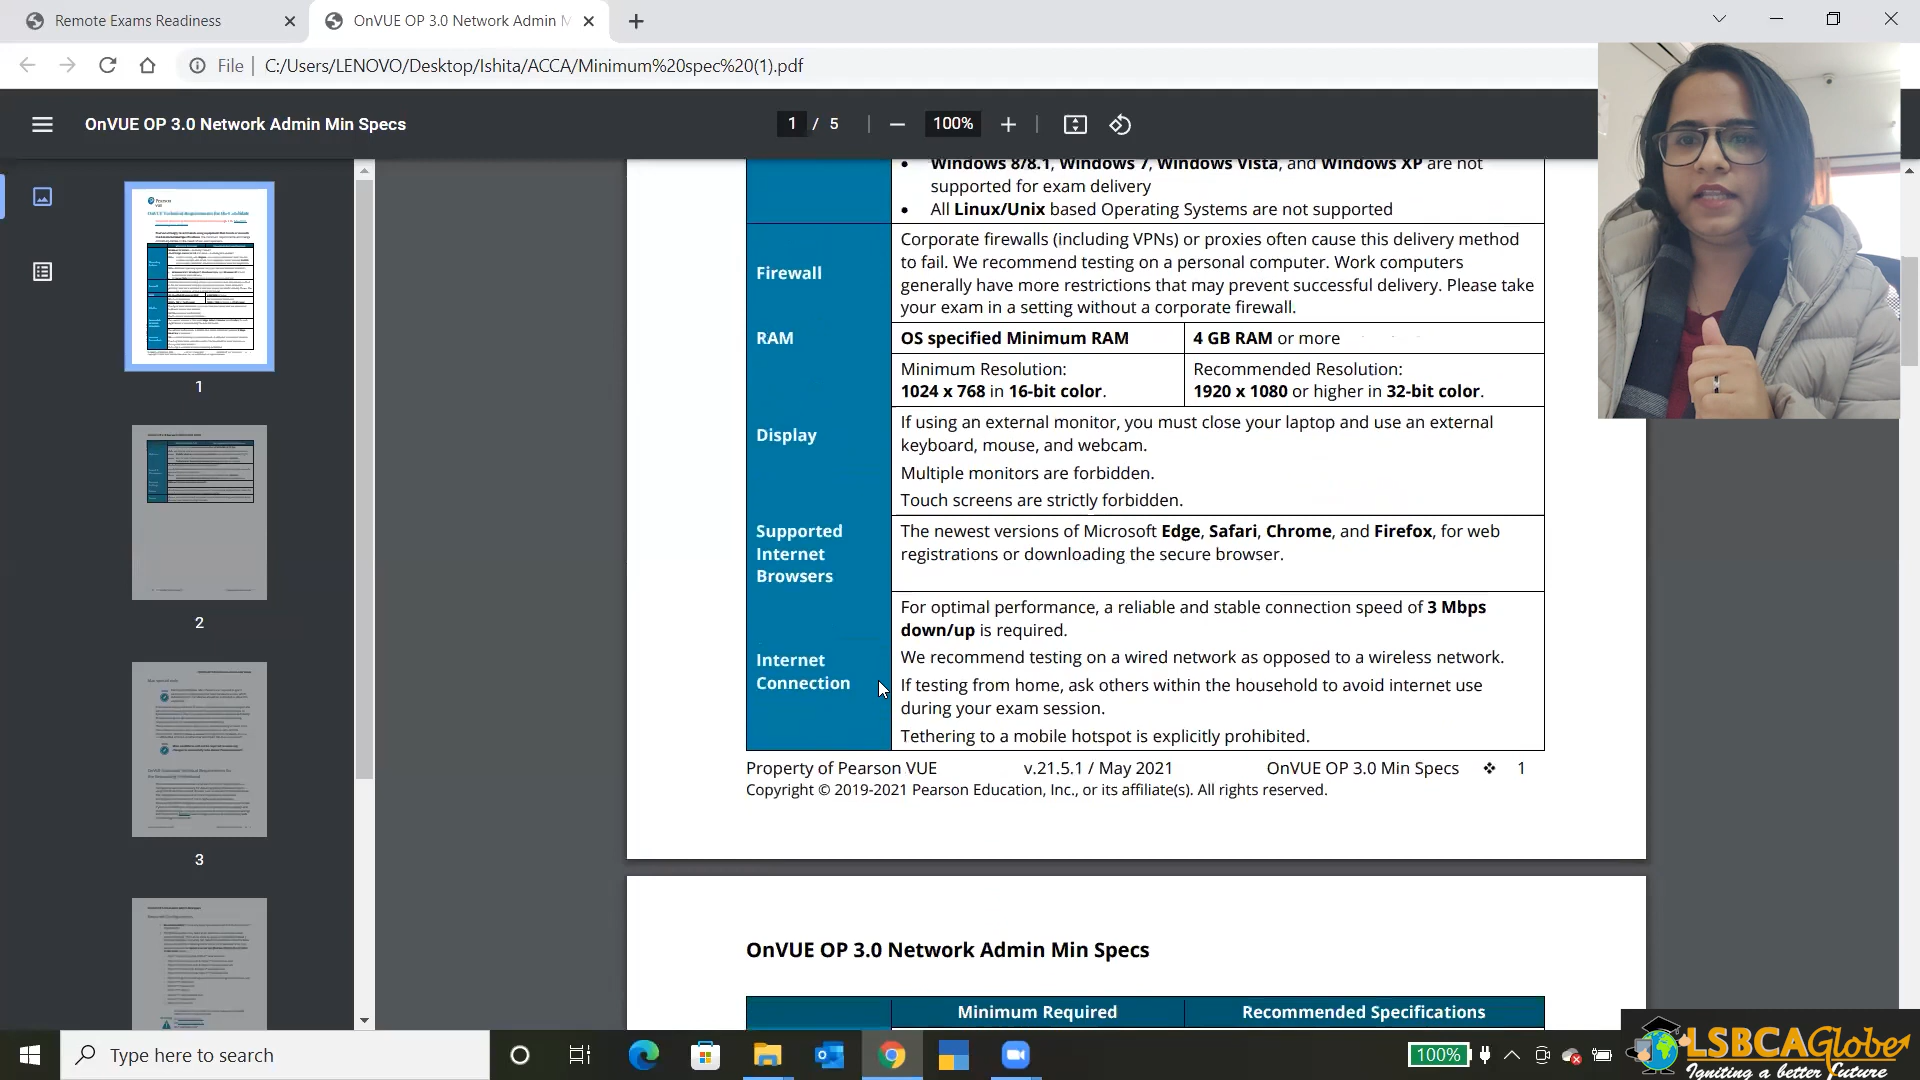 Remote Exams Readiness
OnVUE OP 3.0 Network Admin M
File
C:/Users/LENOVO/Desktop/Ishita/ACCA/Minimum%20spec%20(1).pdf
OnVUE OP 3.0 Network Admin Min Specs
1 / 5
100%
1
2
3
• Windows 8/8.1, Windows 7, Windows Vista, and Windows XP are not
supported for exam delivery
• All Linux/Unix based Operating Systems are not supported
Firewall
Corporate firewalls (including VPNs) or proxies often cause this delivery method
to fail. We recommend testing on a personal computer. Work computers
generally have more restrictions that may prevent successful delivery. Please take
your exam in a setting without a corporate firewall.
RAM
OS specified Minimum RAM
4 GB RAM or more
Minimum Resolution:
1024 x 768 in 16-bit color.
Recommended Resolution:
1920 x 1080 or higher in 32-bit color.
Display
If using an external monitor, you must close your laptop and use an external
keyboard, mouse, and webcam.
Multiple monitors are forbidden.
Touch screens are strictly forbidden.
Supported
Internet
Browsers
The newest versions of Microsoft Edge, Safari, Chrome, and Firefox, for web
registrations or downloading the secure browser.
Internet
Connection
For optimal performance, a reliable and stable connection speed of 3 Mbps
down/up is required.
We recommend testing on a wired network as opposed to a wireless network.
If testing from home, ask others within the household to avoid internet use
during your exam session.
Tethering to a mobile hotspot is explicitly prohibited.
Property of Pearson VUE v.21.5.1 / May 2021 OnVUE OP 3.0 Min Specs ❖ 1
Copyright © 2019-2021 Pearson Education, Inc., or its affiliate(s). All rights reserved.
OnVUE OP 3.0 Network Admin Min Specs
Minimum Required
Recommended Specifications
Type here to search
100%
LSBCAGlobe
Igniting a better future